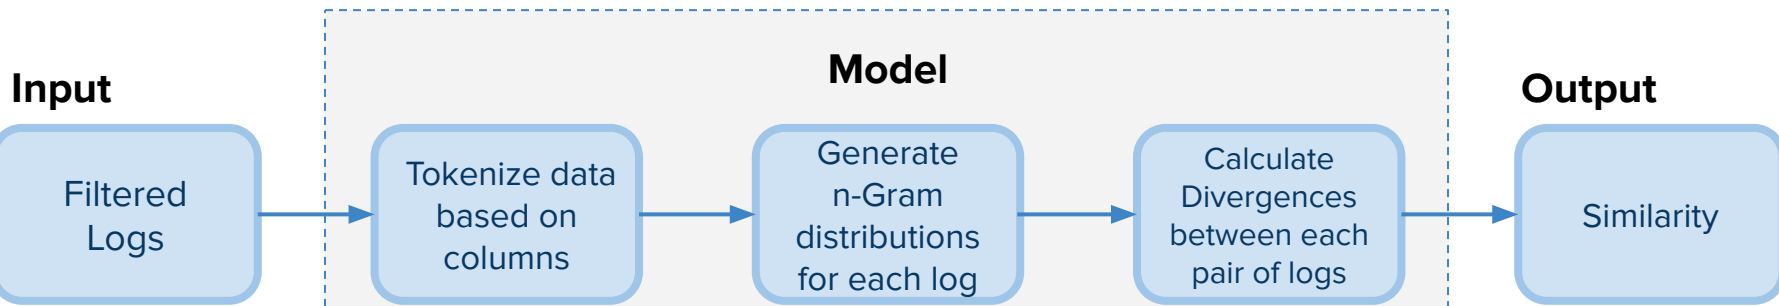 Model
Input
Output
Filtered
Logs
Tokenize data
based on
columns
Generate
n-Gram
distributions
for each log
Calculate
Divergences
between each
pair of logs
Similarity